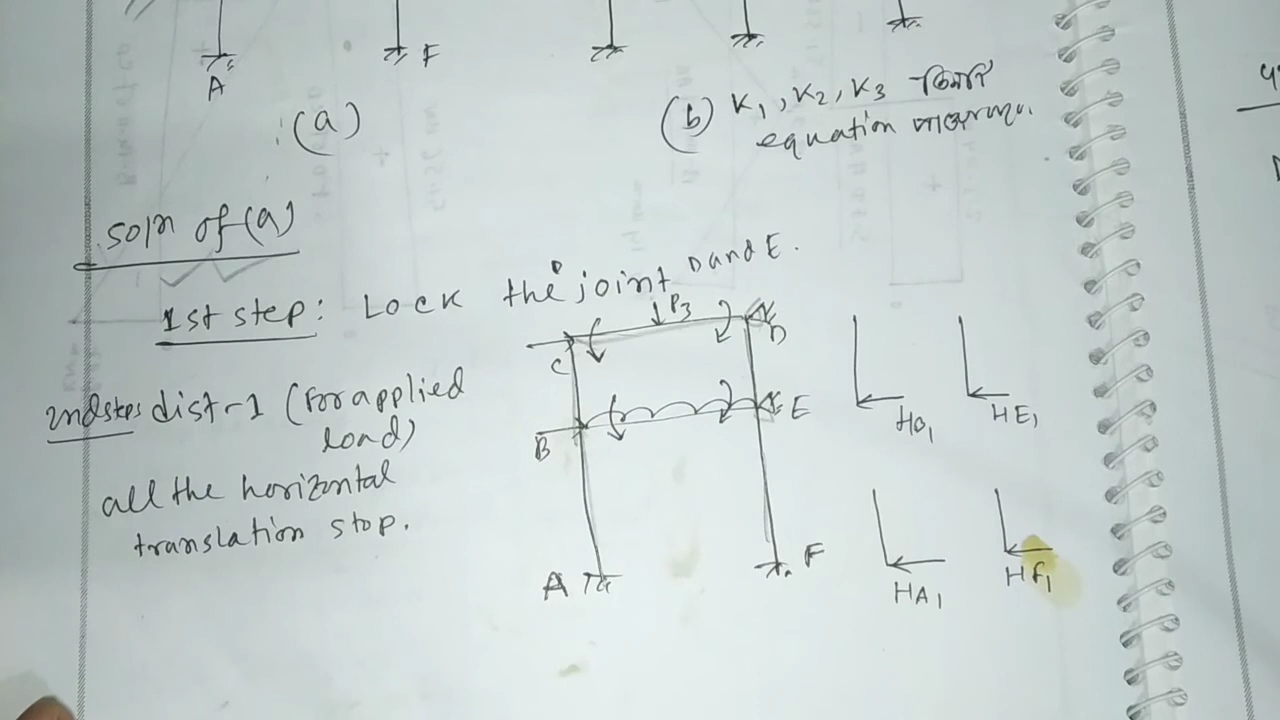 A
F
(a)
(b) K1, K2, K3 তিনটি
equation
soln of (a)
1st step: Lock the joint D and E.
P3
C
D
2nd step dist-1 (For applied
load)
all the horizontal
translation stop.
B
E
A
F
HD1
HE1
HA1
HF1